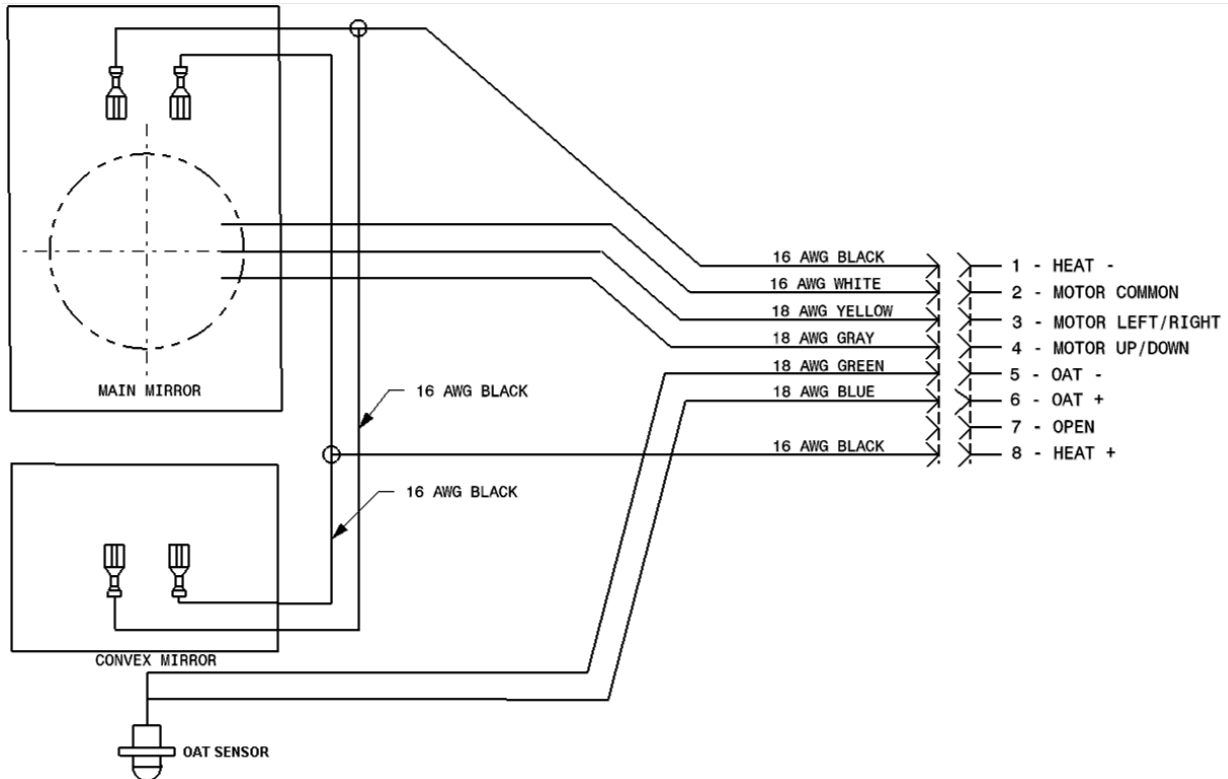 16 AWG BLACK
1 - HEAT -
16 AWG WHITE
2 - MOTOR COMMON
18 AWG YELLOW
3 - MOTOR LEFT/RIGHT
18 AWG GRAY
4 - MOTOR UP/DOWN
18 AWG GREEN
5 - OAT -
18 AWG BLUE
6 - OAT +
7 - OPEN
16 AWG BLACK
8 - HEAT +
MAIN MIRROR
16 AWG BLACK
16 AWG BLACK
CONVEX MIRROR
OAT SENSOR